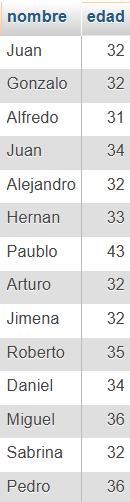 nombre edad
Juan 32
Gonzalo 32
Alfredo 31
Juan 34
Alejandro 32
Hernan 33
Paublo 43
Arturo 32
Jimena 32
Roberto 35
Daniel 34
Miguel 36
Sabrina 32
Pedro 36